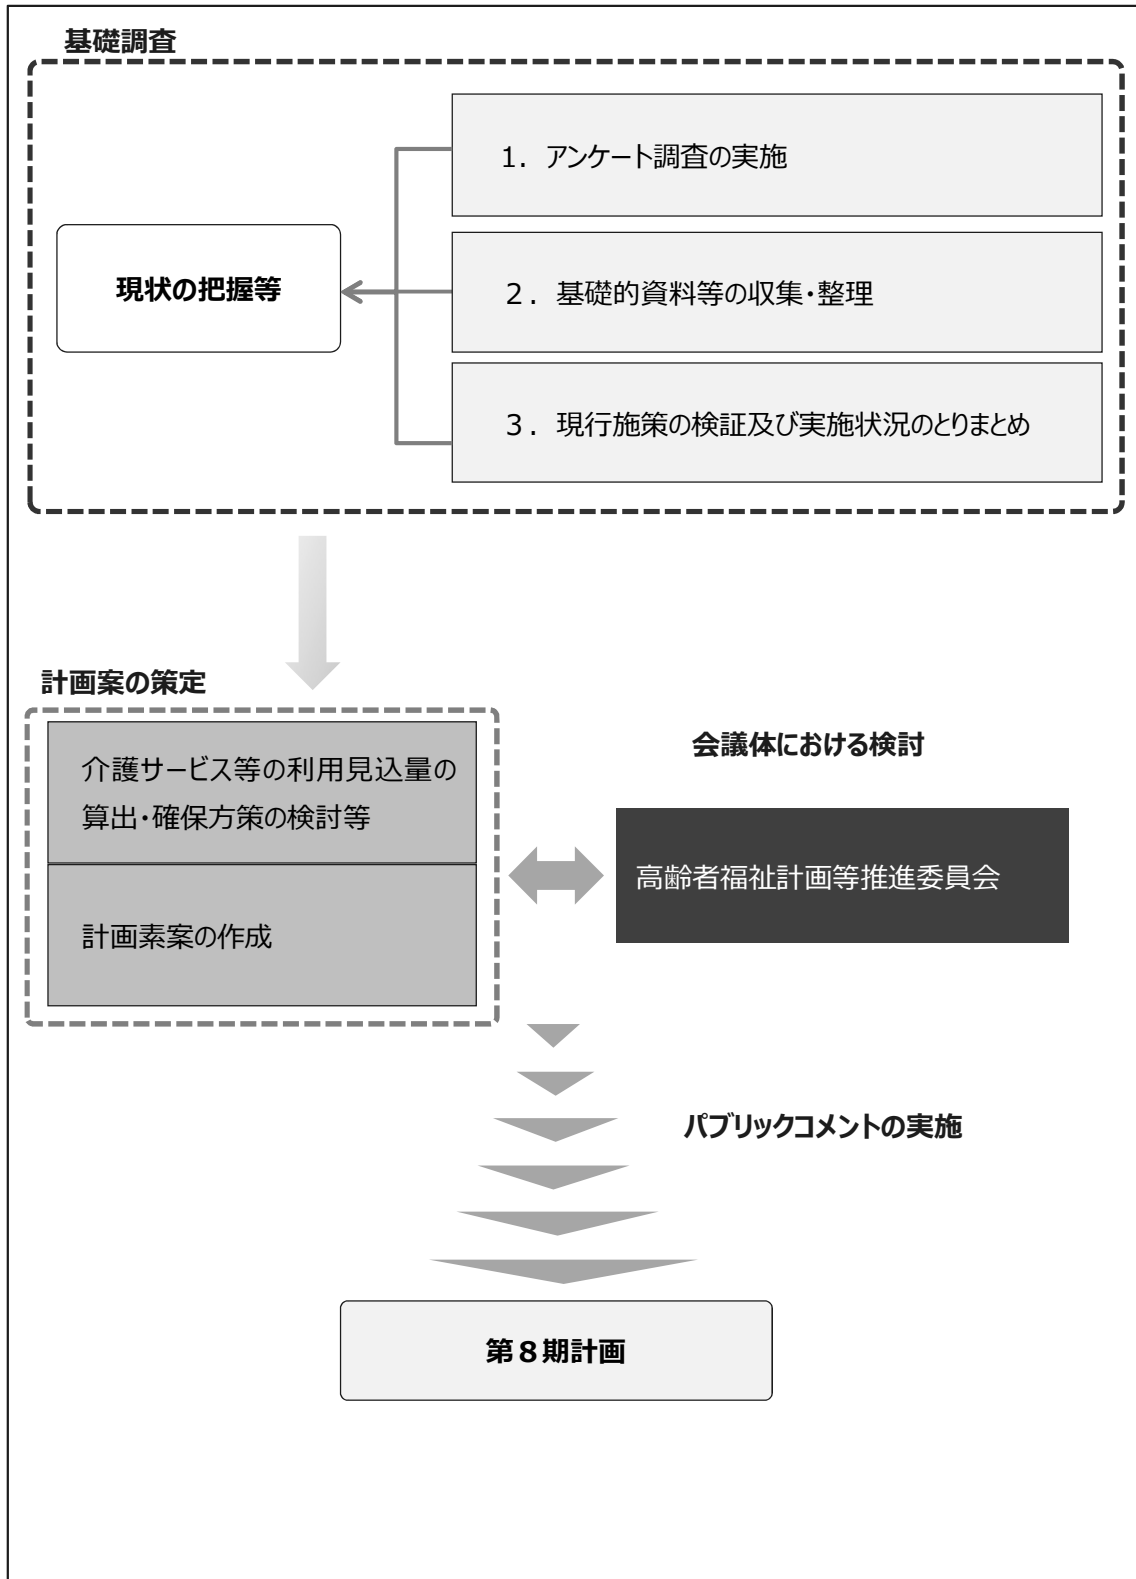 基礎調査
1．アンケート調査の実施
現状の把握等
2．基礎的資料等の収集・整理
3．現行施策の検証及び実施状況のとりまとめ
計画案の策定
介護サービス等の利用見込量の
算出・確保方策の検討等
計画素案の作成
会議体における検討
高齢者福祉計画等推進委員会
パブリックコメントの実施
第８期計画